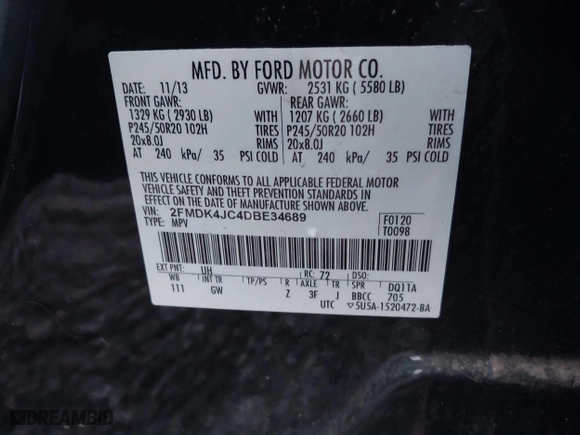 MFD. BY FORD MOTOR CO.
DATE: 11/13 GVWR: 2531 KG ( 5580 LB)
FRONT GAWR: REAR GAWR:
1329 KG ( 2930 LB) WITH 1207 KG ( 2660 LB) WITH
P245/50R20 102H TIRES P245/50R20 102H TIRES
20x8.0J RIMS 20x8.0J RIMS
AT 240 kPa/ 35 PSI COLD AT 240 kPa/ 35 PSI COLD
THIS VEHICLE CONFORMS TO ALL APPLICABLE FEDERAL MOTOR
VEHICLE SAFETY AND THEFT PREVENTION STANDARDS IN
EFFECT ON THE DATE OF MANUFACTURE SHOWN ABOVE.
VIN: 2FMDK4JC4DBE34689 F0120
TYPE: MPV T0098
EXT PNT: UH RC: 72 DSO:
WB INT TR TP/PS R AXLE TR SPR DQ11A
111 GW Z 3F J BBCC 705
UTC ▽5U5A-1520472-BA
© DREAMBID